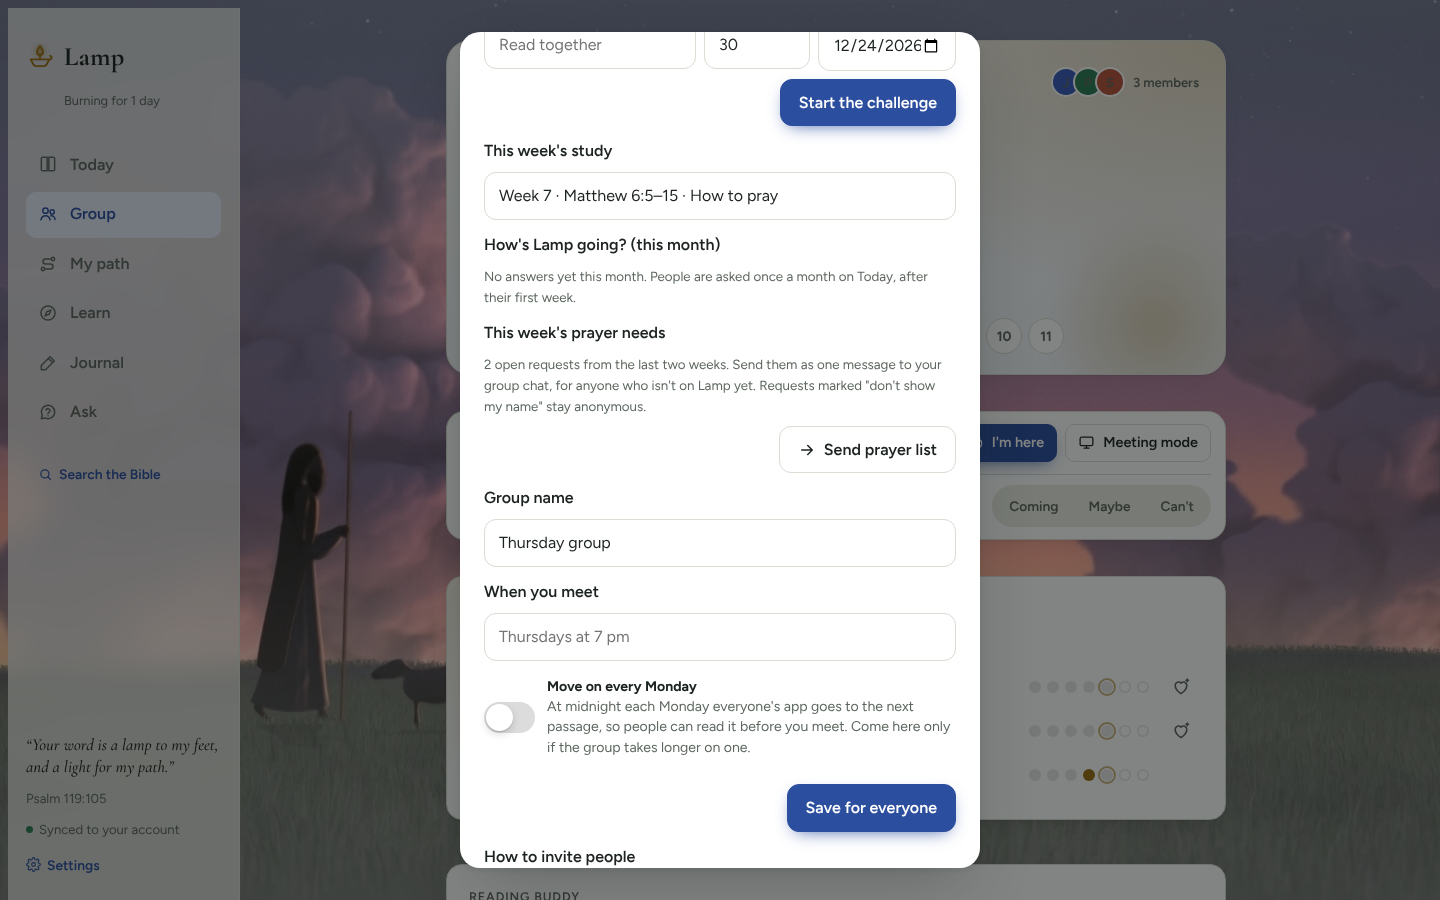 Lamp
Burning for 1 day
Today
Group
My path
Learn
Journal
Ask
Search the Bible
“Your word is a lamp to my feet,
and a light for my path.”
Psalm 119:105
Synced to your account
Settings
Read together
30
12/24/2026
Start the challenge
This week's study
Week 7 · Matthew 6:5–15 · How to pray
How's Lamp going? (this month)
No answers yet this month. People are asked once a month on Today, after
their first week.
This week's prayer needs
2 open requests from the last two weeks. Send them as one message to your
group chat, for anyone who isn't on Lamp yet. Requests marked "don't show
my name" stay anonymous.
Send prayer list
Group name
Thursday group
When you meet
Thursdays at 7 pm
Move on every Monday
At midnight each Monday everyone's app goes to the next
passage, so people can read it before you meet. Come here only
if the group takes longer on one.
Save for everyone
How to invite people
3 members
10
11
I'm here
Meeting mode
Coming
Maybe
Can't
READING BUDDY